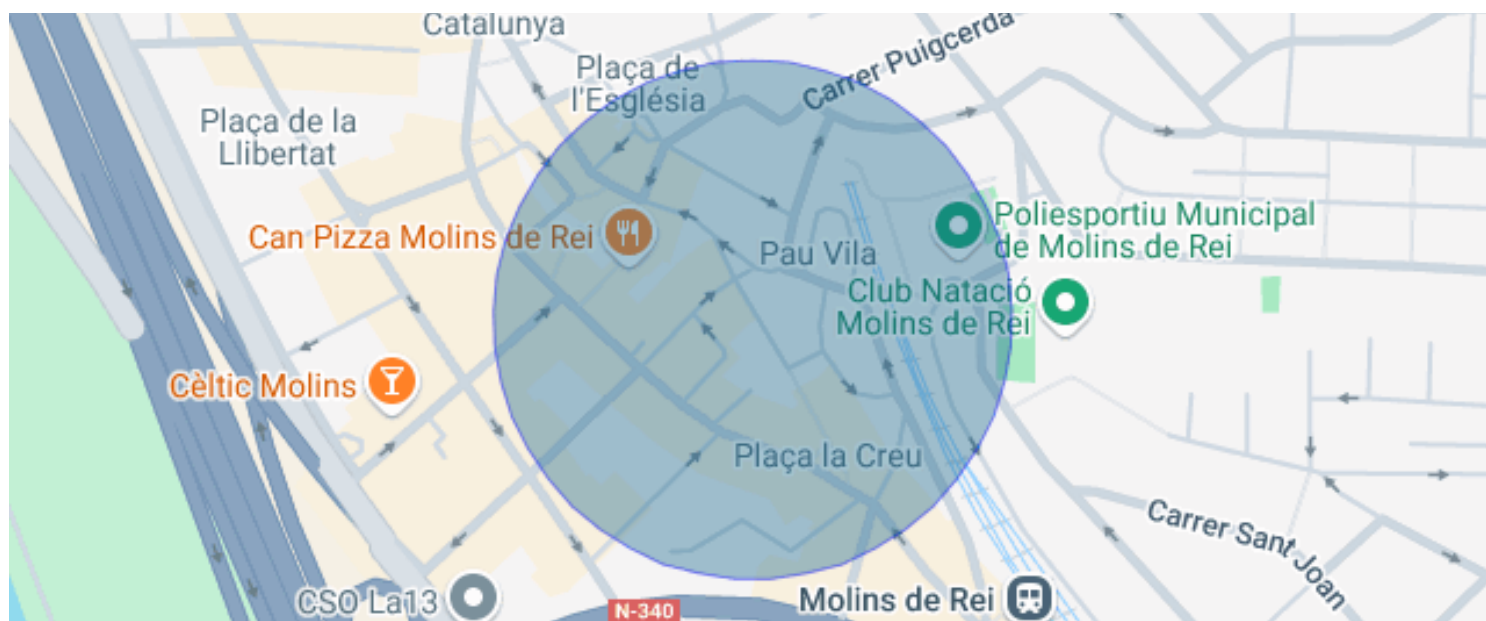 Catalunya
Plaça de
l'Església
Carrer Puigcerdà
Plaça de la
Llibertat
Can Pizza Molins de Rei
Pau Vila
Poliesportiu Municipal
de Molins de Rei
Club Natació
Molins de Rei
Cèltic Molins
Plaça la Creu
Carrer Sant Joan
CSO La13
N-340
Molins de Rei